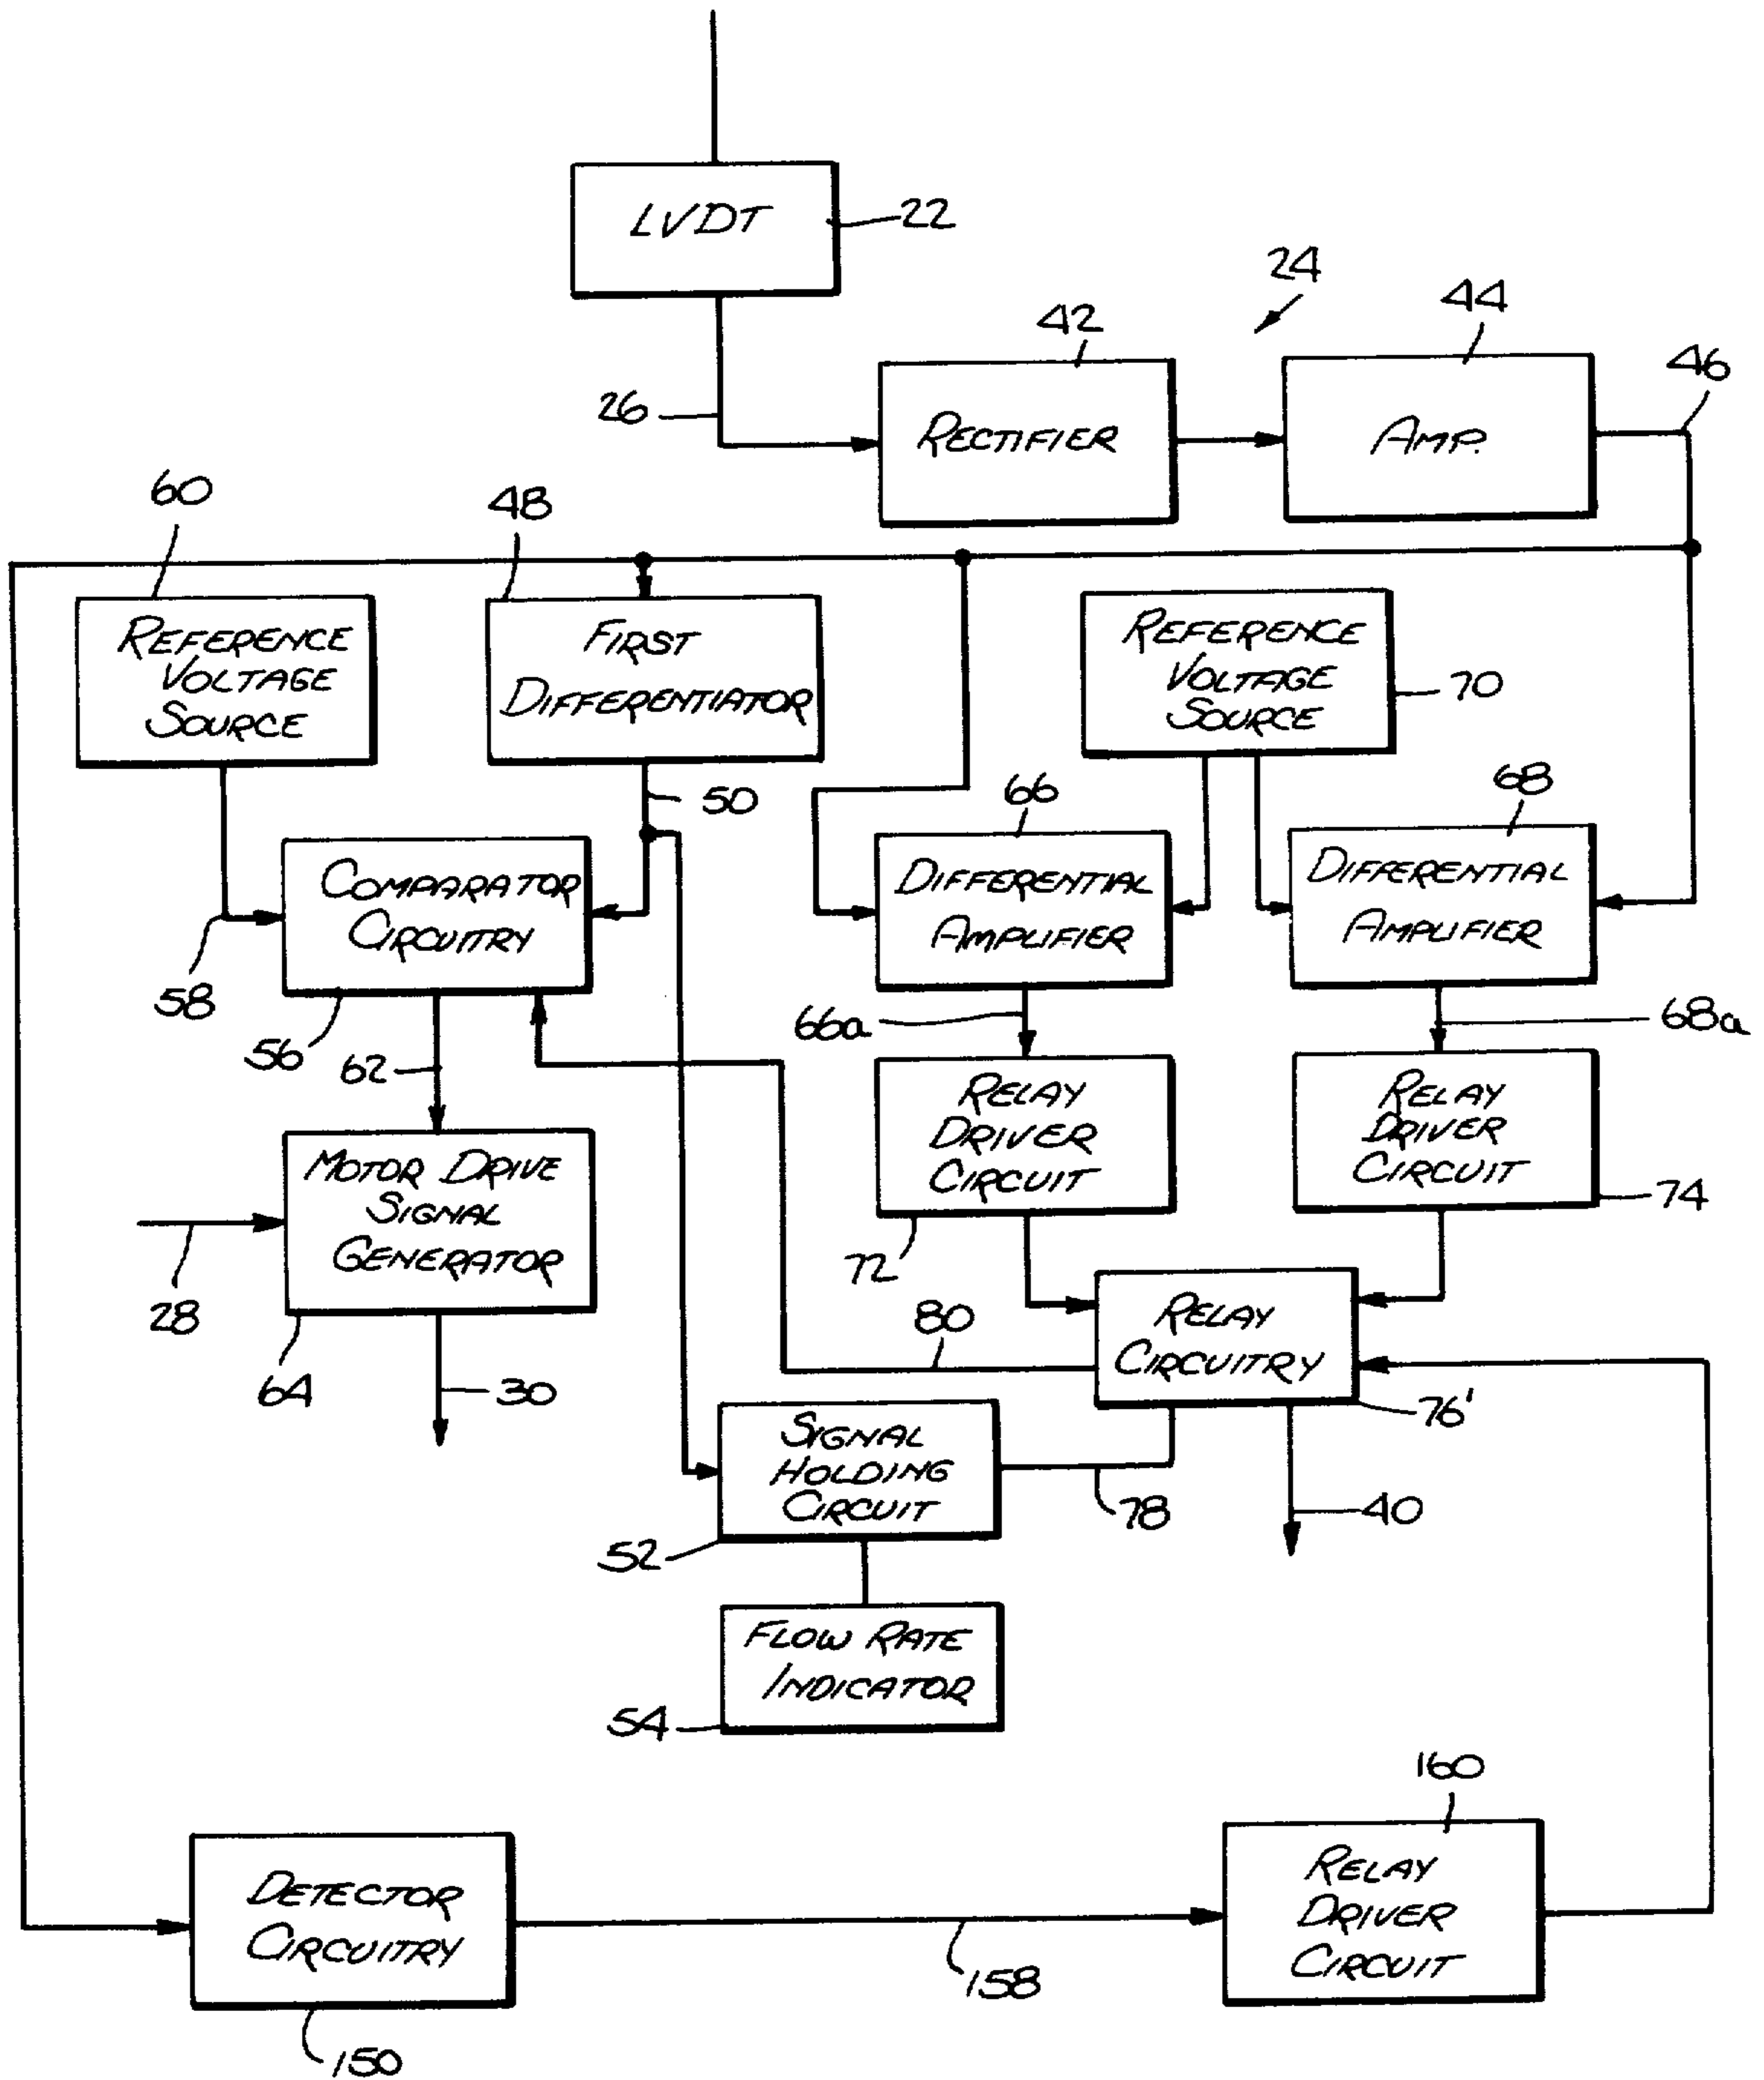 LVDT
22
24
42
44
46
26
RECTIFIER
AMP.
60
48
REFERENCE
VOLTAGE
SOURCE
FIRST
DIFFERENTIATOR
REFERENCE
VOLTAGE
SOURCE
70
50
66
68
COMPARATOR
CIRCUITRY
DIFFERENTIAL
AMPLIFIER
DIFFERENTIAL
AMPLIFIER
58
56
62
66a
68a
MOTOR DRIVE
SIGNAL
GENERATOR
RELAY
DRIVER
CIRCUIT
RELAY
DRIVER
CIRCUIT
74
28
72
64
30
80
RELAY
CIRCUITRY
76'
SIGNAL
HOLDING
CIRCUIT
78
40
52
FLOW RATE
INDICATOR
54
160
DETECTOR
CIRCUITRY
RELAY
DRIVER
CIRCUIT
158
150